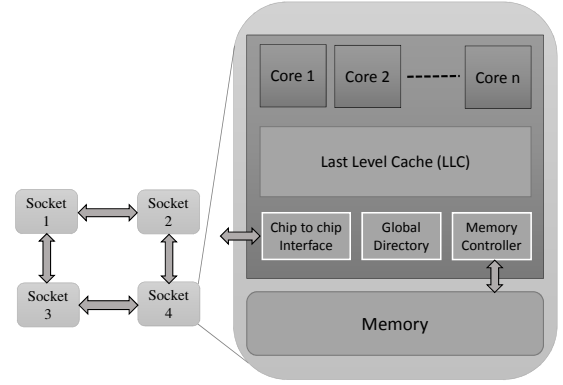 Socket
1
Socket
2
Socket
3
Socket
4
Core 1
Core 2
Core n
Last Level Cache (LLC)
Chip to chip
Interface
Global
Directory
Memory
Controller
Memory